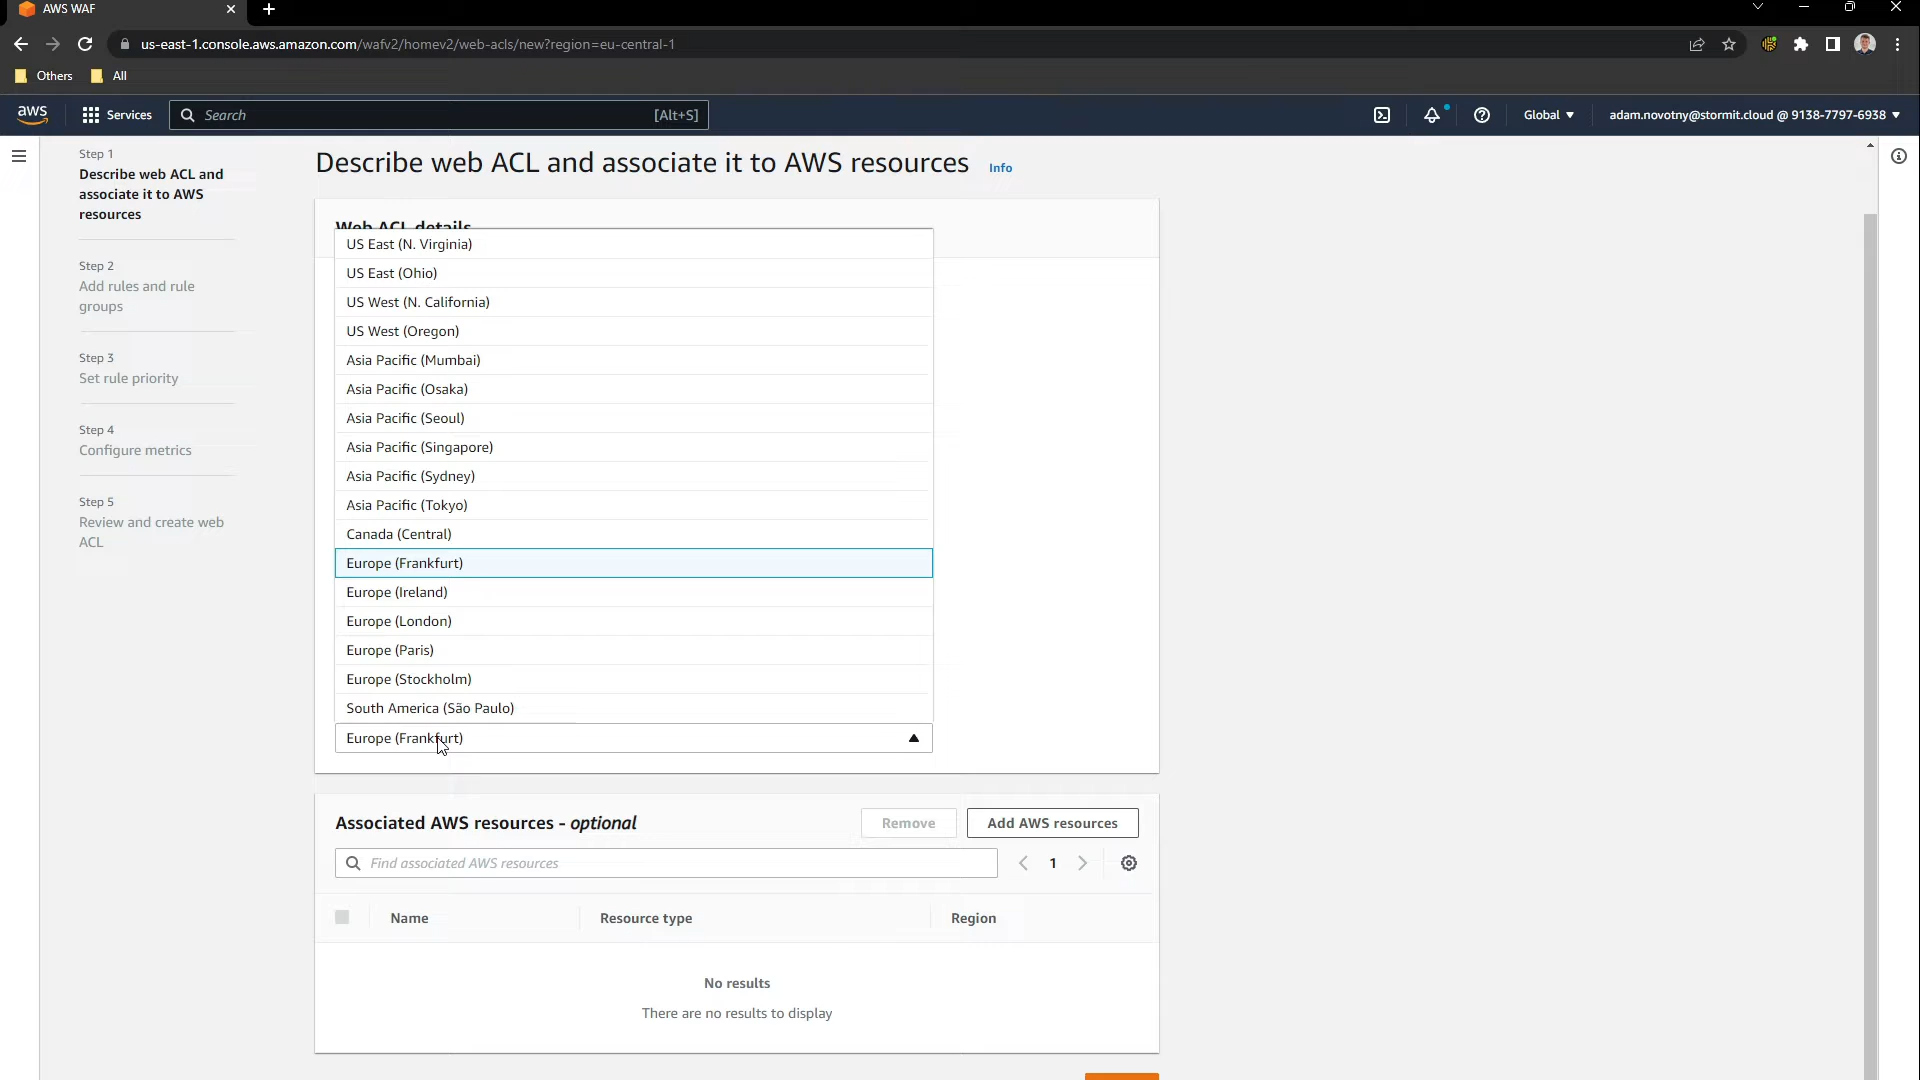 AWS WAF
us-east-1.console.aws.amazon.com/wafv2/homev2/web-acls/new?region=eu-central-1
Others
All
aws
Services
Search
[Alt+S]
Global
adam.novotny@stormit.cloud @ 9138-7797-6938
Step 1
Describe web ACL and
associate it to AWS
resources
Step 2
Add rules and rule
groups
Step 3
Set rule priority
Step 4
Configure metrics
Step 5
Review and create web
ACL
Describe web ACL and associate it to AWS resources Info
Web ACL details
US East (N. Virginia)
US East (Ohio)
US West (N. California)
US West (Oregon)
Asia Pacific (Mumbai)
Asia Pacific (Osaka)
Asia Pacific (Seoul)
Asia Pacific (Singapore)
Asia Pacific (Sydney)
Asia Pacific (Tokyo)
Canada (Central)
Europe (Frankfurt)
Europe (Ireland)
Europe (London)
Europe (Paris)
Europe (Stockholm)
South America (São Paulo)
Europe (Frankfurt)
Associated AWS resources - optional
Remove
Add AWS resources
Find associated AWS resources
1
Name
Resource type
Region
No results
There are no results to display